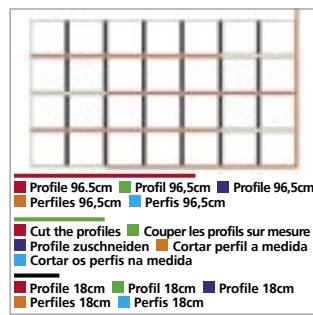 Profile 96.5cm Profil 96,5cm Profile 96,5cm
Perfiles 96,5cm Perfis 96,5cm
Cut the profiles Couper les profils sur mesure
Profile zuschneiden Cortar perfil a medida
Cortar os perfis na medida
Profile 18cm Profil 18cm Profile 18cm
Perfiles 18cm Perfis 18cm